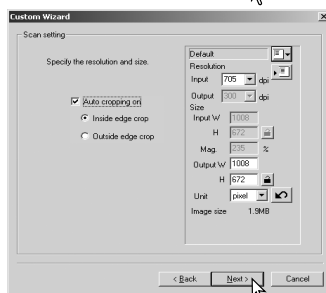 Custom Wizard
Scan setting
Specify the resolution and size.
Auto cropping on
Inside edge crop
Outside edge crop
Default
Resolution
Input 705 dpi
Output 300 dpi
Size
Input W 1008
H 672
Mag. 235 %
Output W 1008
H 672
Unit pixel
Image size 1.9MB
< Back Next > Cancel